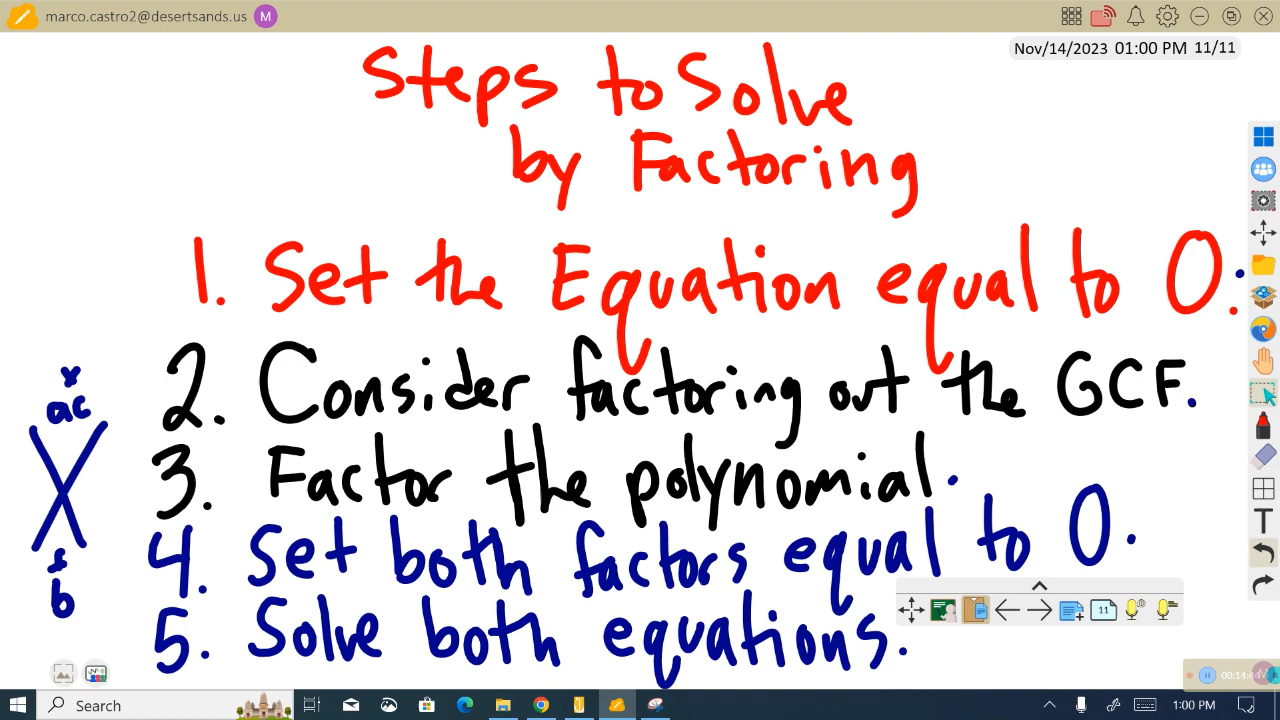 marco.castro2@desertsands.us M
Nov/14/2023 01:00 PM 11/11
Steps to Solve
by Factoring
1. Set the Equation equal to 0.
2. Consider factoring out the GCF.
x
ac
3. Factor the polynomial.
4. Set both factors equal to 0.
+
b
5. Solve both equations.
11
T
Search
1:00 PM